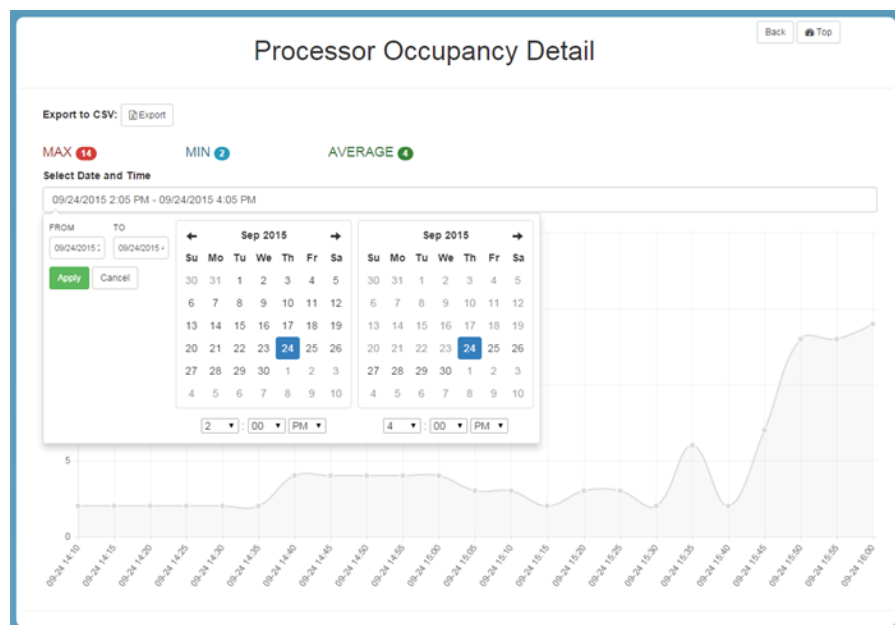 Back Top
Processor Occupancy Detail
Export to CSV: Export
MAX 14 MIN 2 AVERAGE 4
Select Date and Time
09/24/2015 2:05 PM - 09/24/2015 4:05 PM
FROM TO
09/24/2015 2 09/24/2015 4
Apply Cancel
Sep 2015
Su Mo Tu We Th Fr Sa
30 31 1 2 3 4 5
6 7 8 9 10 11 12
13 14 15 16 17 18 19
20 21 22 23 24 25 26
27 28 29 30 1 2 3
4 5 6 7 8 9 10
2 : 00 PM
Sep 2015
Su Mo Tu We Th Fr Sa
30 31 1 2 3 4 5
6 7 8 9 10 11 12
13 14 15 16 17 18 19
20 21 22 23 24 25 26
27 28 29 30 1 2 3
4 5 6 7 8 9 10
4 : 00 PM
5
0
09-24 14:10 09-24 14:15 09-24 14:20 09-24 14:25 09-24 14:30 09-24 14:35 09-24 14:40 09-24 14:45 09-24 14:50 09-24 14:55 09-24 15:00 09-24 15:05 09-24 15:10 09-24 15:15 09-24 15:20 09-24 15:25 09-24 15:30 09-24 15:35 09-24 15:40 09-24 15:45 09-24 15:50 09-24 15:55 09-24 16:00